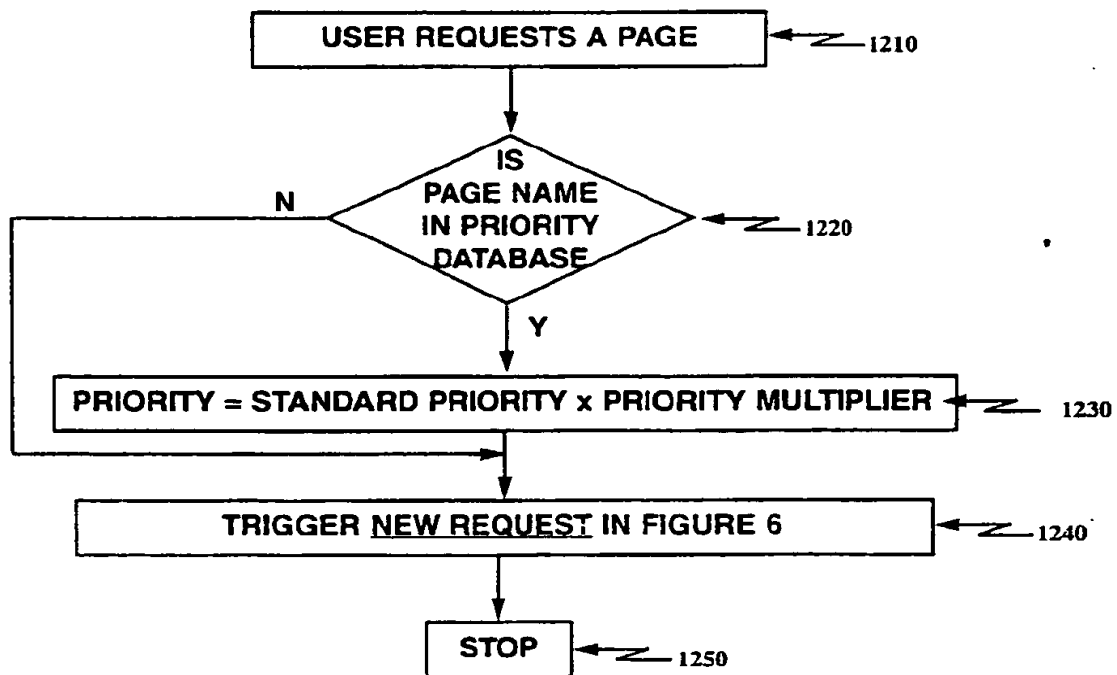 USER REQUESTS A PAGE
1210
IS
PAGE NAME
IN PRIORITY
DATABASE
N
1220
Y
PRIORITY = STANDARD PRIORITY x PRIORITY MULTIPLIER
1230
TRIGGER NEW REQUEST IN FIGURE 6
1240
STOP
1250